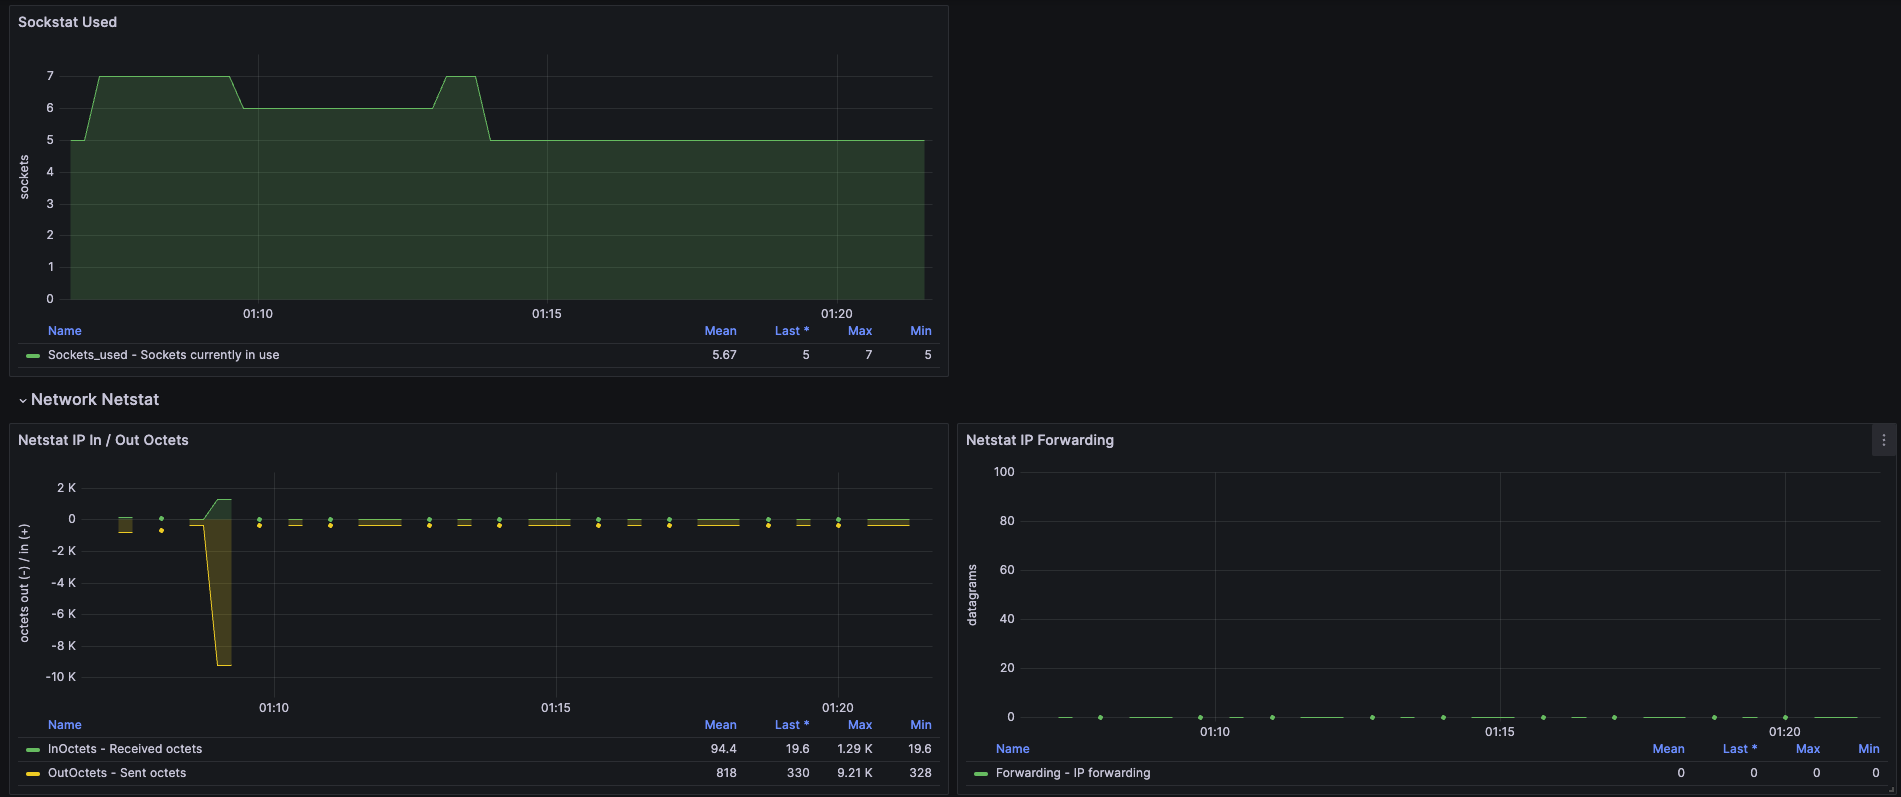 Sockstat Used
sockets
7
6
5
4
3
2
1
0
01:10 01:15 01:20
Name Mean Last * Max Min
Sockets_used - Sockets currently in use 5.67 5 7 5
Network Netstat
Netstat IP In / Out Octets
octets out (-) / in (+)
2 K
0
-2 K
-4 K
-6 K
-8 K
-10 K
01:10 01:15 01:20
Name Mean Last * Max Min
InOctets - Received octets 94.4 19.6 1.29 K 19.6
OutOctets - Sent octets 818 330 9.21 K 328
Netstat IP Forwarding
datagrams
100
80
60
40
20
0
01:10 01:15 01:20
Name Mean Last * Max Min
Forwarding - IP forwarding 0 0 0 0